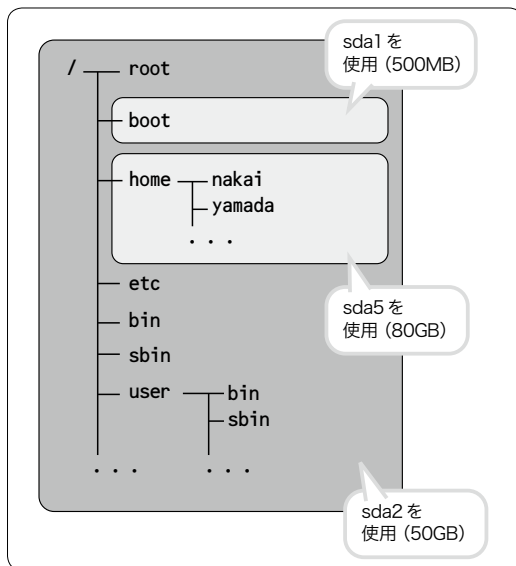 sda1を
使用（500MB）
/
root
boot
home
nakai
yamada
・・・
sda5を
使用（80GB）
etc
bin
sbin
user
bin
sbin
・・・
・・・
sda2を
使用（50GB）